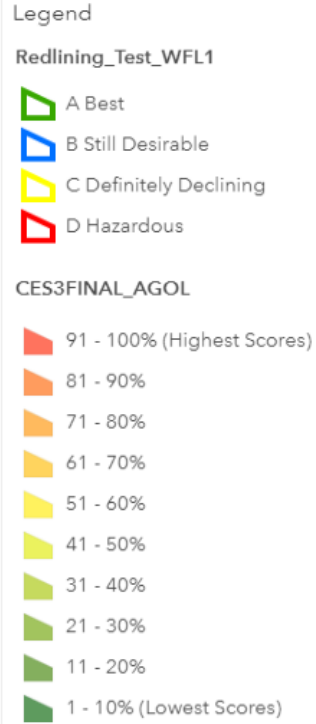 Legend
Redlining_Test_WFL1
A Best
B Still Desirable
C Definitely Declining
D Hazardous
CES3FINAL_AGOL
91 - 100% (Highest Scores)
81 - 90%
71 - 80%
61 - 70%
51 - 60%
41 - 50%
31 - 40%
21 - 30%
11 - 20%
1 - 10% (Lowest Scores)